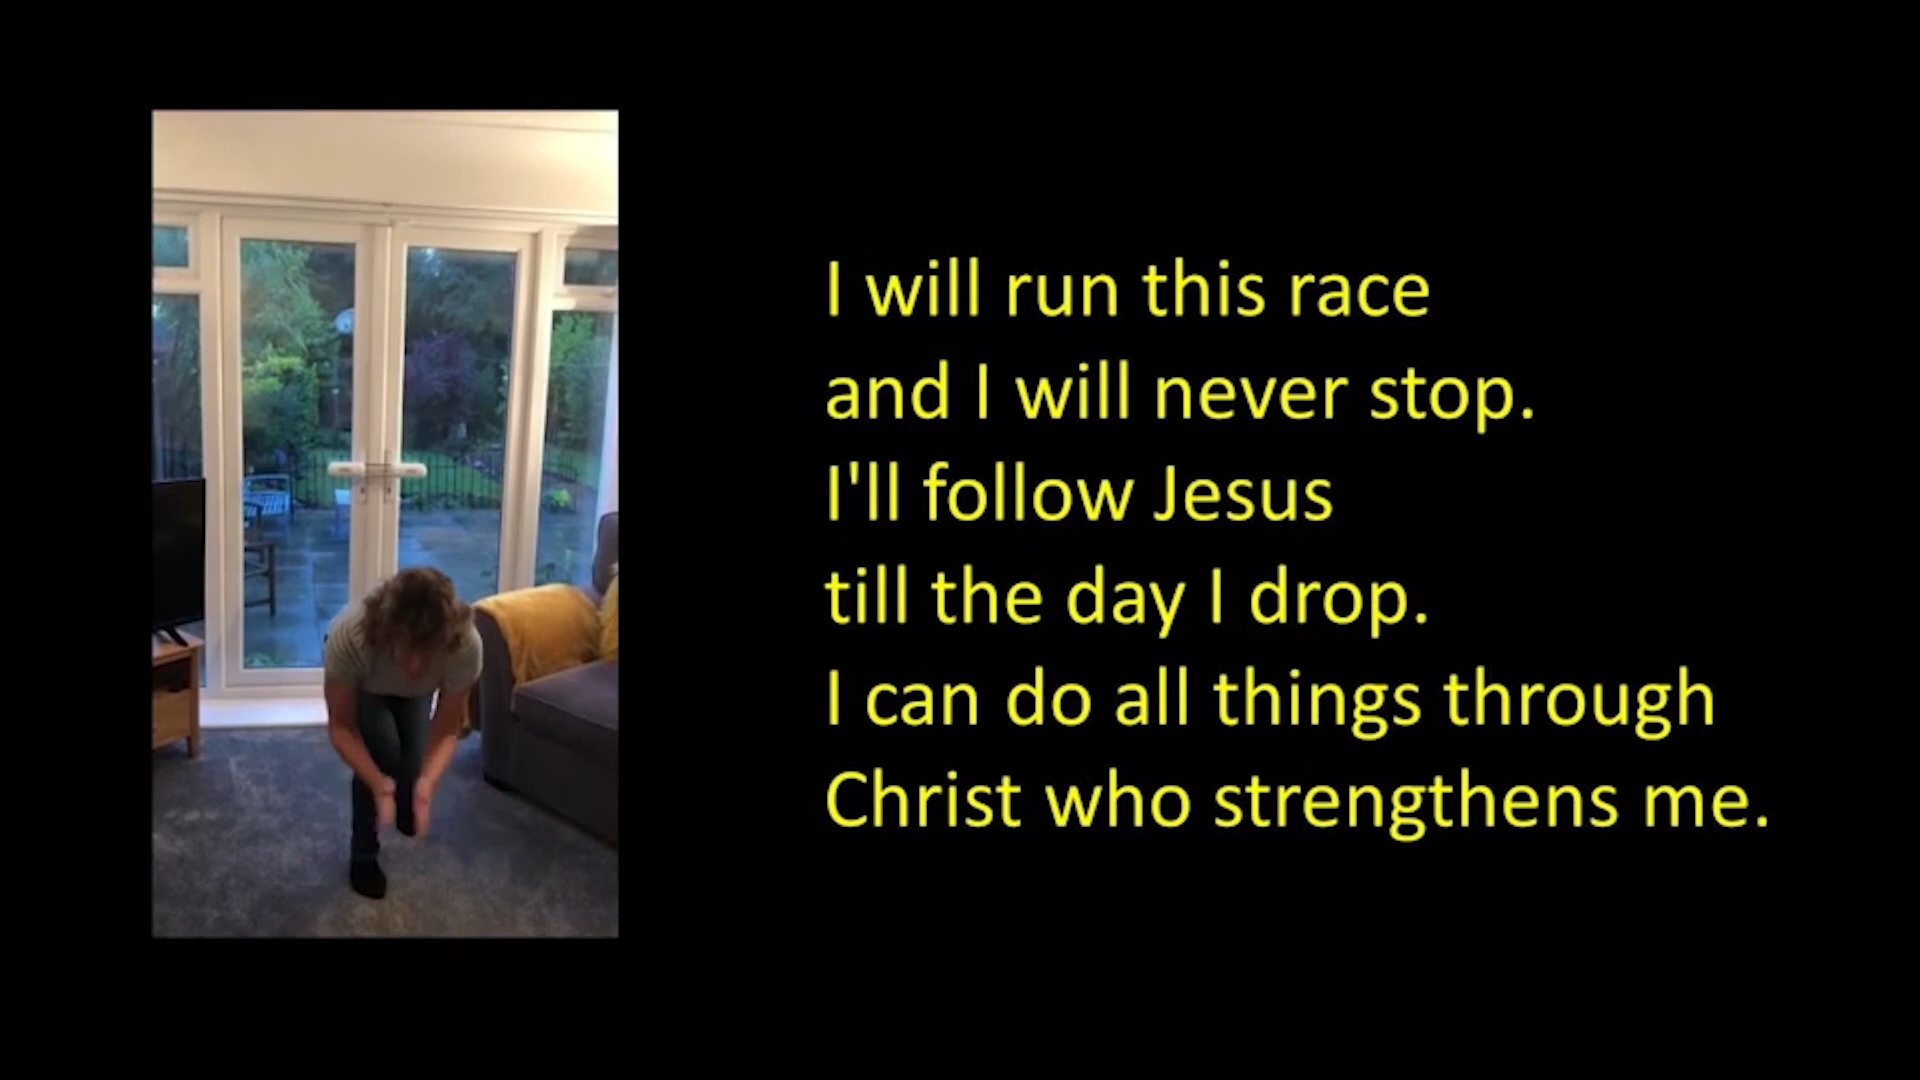 I will run this race
and I will never stop.
I'll follow Jesus
till the day I drop.
I can do all things through
Christ who strengthens me.